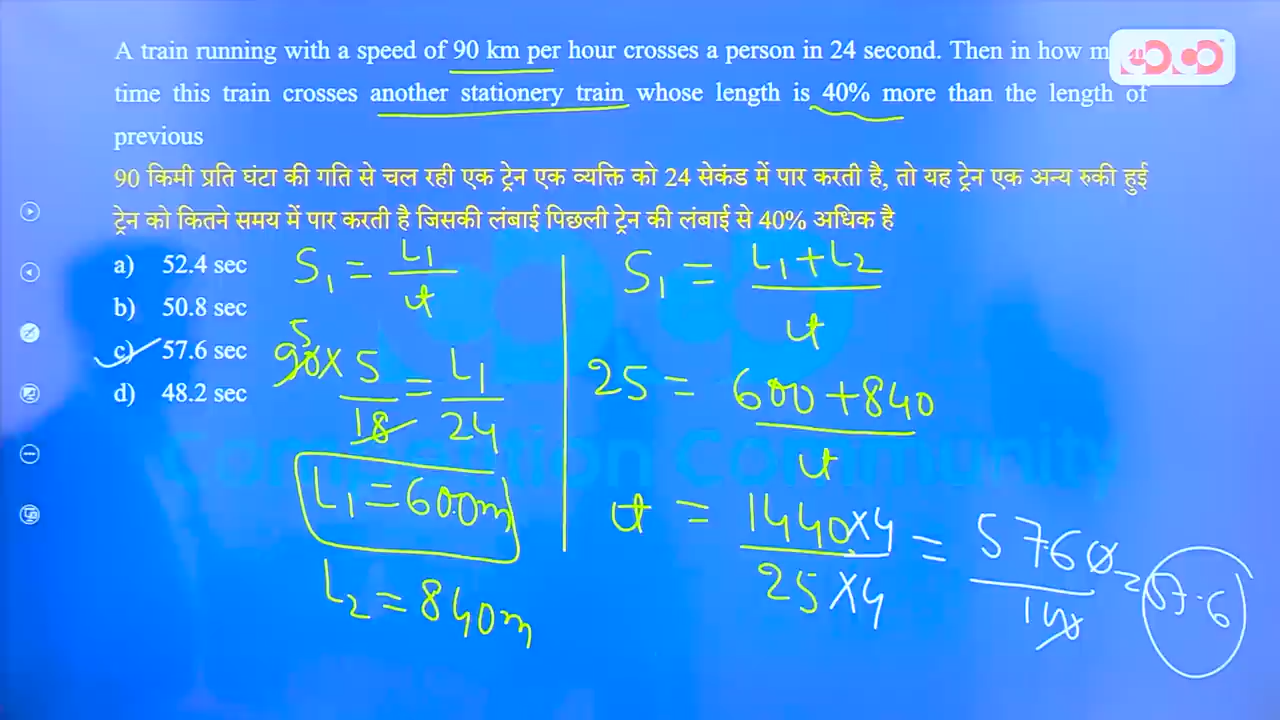 A train running with a speed of 90 km per hour crosses a person in 24 second. Then in how m
time this train crosses another stationery train whose length is 40% more than the length of
previous
90 किमी प्रति घंटा की गति से चल रही एक ट्रेन एक व्यक्ति को 24 सेकंड में पार करती है, तो यह ट्रेन एक अन्य रुकी हुई
ट्रेन को कितने समय में पार करती है जिसकी लंबाई पिछली ट्रेन की लंबाई से 40% अधिक है
a) 52.4 sec
b) 50.8 sec
c) 57.6 sec
d) 48.2 sec
S₁ = L₁/t
5
90 × 5/18 = L₁/24
L₁ = 600m
L₂ = 840m
S₁ = L₁ + L₂/t
25 = 600 + 840/t
t = 1440 × 4/25 × 4 = 5760/100 = 57.6
Competition Community